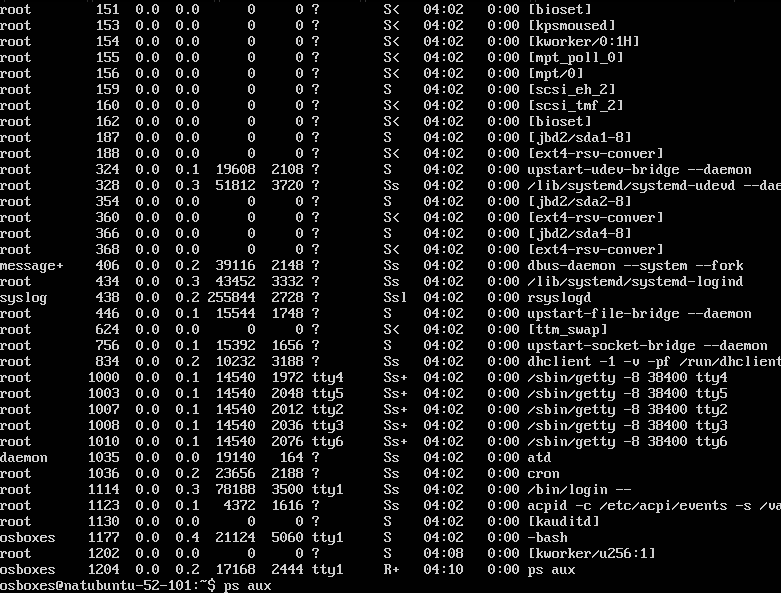 root       151  0.0  0.0      0     0 ?        S<   04:02   0:00 [bioset]
root       153  0.0  0.0      0     0 ?        S<   04:02   0:00 [kpsmoused]
root       154  0.0  0.0      0     0 ?        S<   04:02   0:00 [kworker/0:1H]
root       155  0.0  0.0      0     0 ?        S<   04:02   0:00 [mpt_poll_0]
root       156  0.0  0.0      0     0 ?        S<   04:02   0:00 [mpt/0]
root       159  0.0  0.0      0     0 ?        S    04:02   0:00 [scsi_eh_2]
root       160  0.0  0.0      0     0 ?        S<   04:02   0:00 [scsi_tmf_2]
root       162  0.0  0.0      0     0 ?        S<   04:02   0:00 [bioset]
root       187  0.0  0.0      0     0 ?        S    04:02   0:00 [jbd2/sda1-8]
root       188  0.0  0.0      0     0 ?        S<   04:02   0:00 [ext4-rsv-conver]
root       324  0.0  0.1  19608  2108 ?        S    04:02   0:00 upstart-udev-bridge --daemon
root       328  0.0  0.3  51812  3720 ?        Ss   04:02   0:00 /lib/systemd/systemd-udevd --dae
root       354  0.0  0.0      0     0 ?        S    04:02   0:00 [jbd2/sda2-8]
root       360  0.0  0.0      0     0 ?        S<   04:02   0:00 [ext4-rsv-conver]
root       366  0.0  0.0      0     0 ?        S    04:02   0:00 [jbd2/sda4-8]
root       368  0.0  0.0      0     0 ?        S<   04:02   0:00 [ext4-rsv-conver]
message+   406  0.0  0.2  39116  2148 ?        Ss   04:02   0:00 dbus-daemon --system --fork
root       434  0.0  0.3  43452  3332 ?        Ss   04:02   0:00 /lib/systemd/systemd-logind
syslog     438  0.0  0.2 255844  2728 ?        Ssl  04:02   0:00 rsyslogd
root       446  0.0  0.1  15544  1748 ?        S    04:02   0:00 upstart-file-bridge --daemon
root       624  0.0  0.0      0     0 ?        S<   04:02   0:00 [ttm_swap]
root       756  0.0  0.1  15392  1656 ?        S    04:02   0:00 upstart-socket-bridge --daemon
root       834  0.0  0.2  10232  3188 ?        Ss   04:02   0:00 dhclient -1 -v -pf /run/dhclient
root      1000  0.0  0.1  14540  1972 tty4     Ss+  04:02   0:00 /sbin/getty -8 38400 tty4
root      1003  0.0  0.1  14540  2048 tty5     Ss+  04:02   0:00 /sbin/getty -8 38400 tty5
root      1007  0.0  0.1  14540  2012 tty2     Ss+  04:02   0:00 /sbin/getty -8 38400 tty2
root      1008  0.0  0.1  14540  2036 tty3     Ss+  04:02   0:00 /sbin/getty -8 38400 tty3
root      1010  0.0  0.1  14540  2076 tty6     Ss+  04:02   0:00 /sbin/getty -8 38400 tty6
daemon    1035  0.0  0.0  19140   164 ?        Ss   04:02   0:00 atd
root      1036  0.0  0.2  23656  2188 ?        Ss   04:02   0:00 cron
root      1114  0.0  0.3  78188  3500 tty1     Ss   04:02   0:00 /bin/login --
root      1123  0.0  0.1   4372  1616 ?        Ss   04:02   0:00 acpid -c /etc/acpi/events -s /va
root      1130  0.0  0.0      0     0 ?        S    04:02   0:00 [kauditd]
osboxes   1177  0.0  0.4  21124  5060 tty1     S    04:02   0:00 -bash
root      1202  0.0  0.0      0     0 ?        S    04:08   0:00 [kworker/u256:1]
osboxes   1204  0.0  0.2  17168  2444 tty1     R+   04:10   0:00 ps aux
osboxes@natubuntu-52-101:~$ ps aux